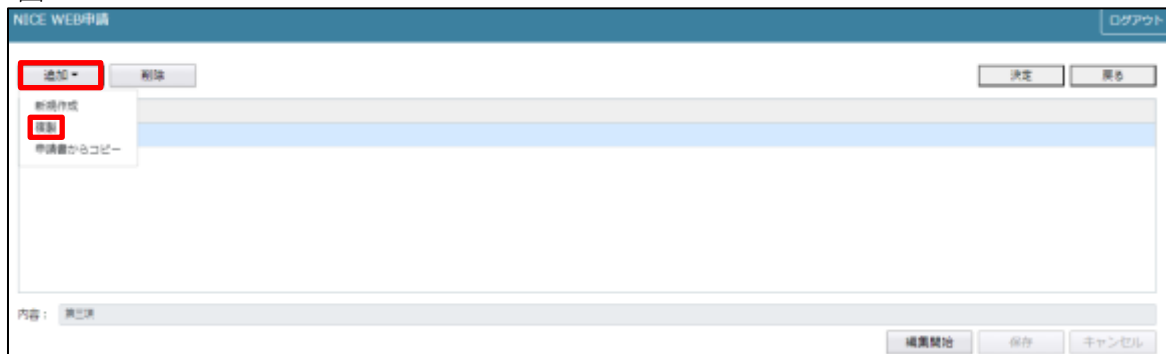 NICE WEB申請
ログアウト
追加
削除
決定
戻る
新規作成
複製
申請書からコピー
内容:
編集開始
保存
キャンセル